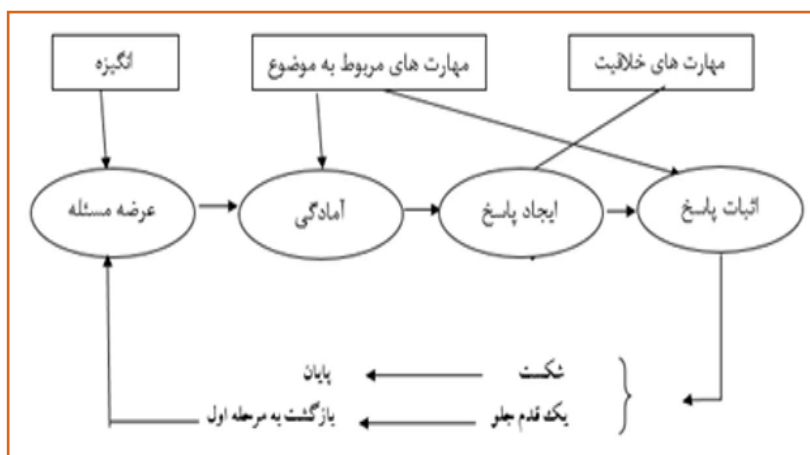 انگیزه
مهارت های مربوط به موضوع
مهارت های خلاقیت
عرضه مسئله
آمادگی
ایجاد پاسخ
اثبات پاسخ
شکست
پایان
یک قدم جلو
بازگشت به مرحله اول